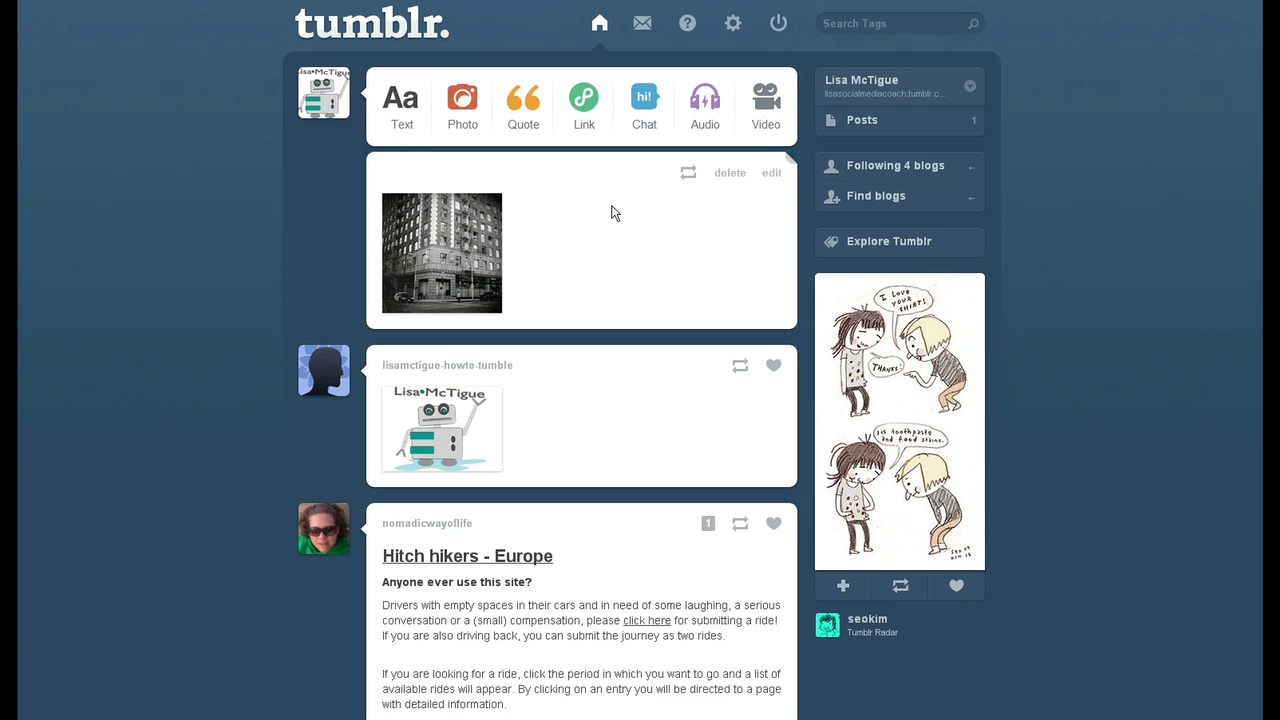 tumblr.
Search Tags
Lisa•McTigue
Aa
hi!
Text
Photo
Quote
Link
Chat
Audio
Video
Lisa McTigue
lisasocialmediacoach.tumblr.c...
Posts 1
delete edit
Following 4 blogs
Find blogs
Explore Tumblr
I LOVE
YOUR
SHIRT!
THANKS!
ITS toothpaste
and food stains.
SEO
KIM
lisamctigue-howto-tumble
Lisa•McTigue
nomadicwayoflife
1
Hitch hikers - Europe
Anyone ever use this site?
Drivers with empty spaces in their cars and in need of some laughing, a serious
conversation or a (small) compensation, please click here for submitting a ride!
If you are also driving back, you can submit the journey as two rides.
If you are looking for a ride, click the period in which you want to go and a list of
available rides will appear. By clicking on an entry you will be directed to a page
with detailed information.
seokim
Tumblr Radar